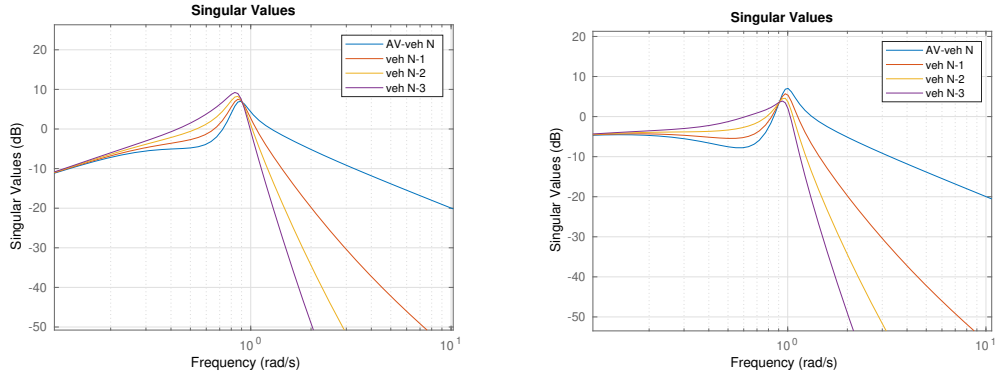 Singular Values
20
10
0
-10
-20
-30
-40
-50
10^0
10^1
Singular Values (dB)
Frequency (rad/s)
AV-veh N
veh N-1
veh N-2
veh N-3
Singular Values
20
10
0
-10
-20
-30
-40
-50
10^0
10^1
Singular Values (dB)
Frequency (rad/s)
AV-veh N
veh N-1
veh N-2
veh N-3